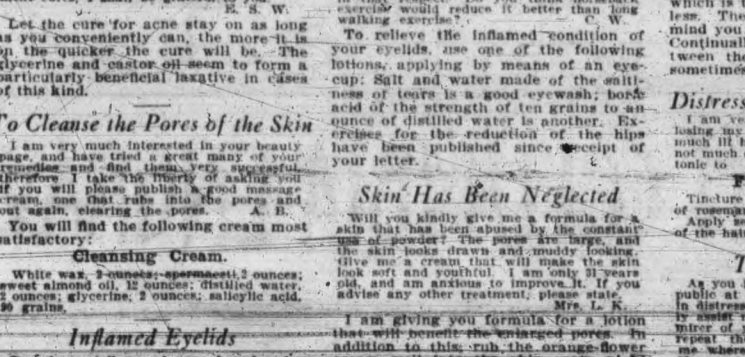 E. S. W.
Let the cure for acne stay on as long
as you conveniently can, the more it is
on the quicker the cure will be. The
glycerine and castor oil seem to form a
particularly beneficial laxative in cases
of this kind.
To Cleanse the Pores of the Skin
I am very much interested in your beauty
page, and have tried a great many of your
remedies and find them very successful,
therefore I take the liberty of asking you
if you will please publish a good massage
cream, one that rubs into the pores and
out again, clearing the pores. A. B.
You will find the following cream most
satisfactory:
Cleansing Cream.
White wax, 2 ounces; spermaceti, 2 ounces;
sweet almond oil, 12 ounces; distilled water,
2 ounces; glycerine, 2 ounces; salicylic acid,
grains.
Inflamed Eyelids
exercise would reduce it better than long
walking exercise? C. W.
To relieve the inflamed condition of
your eyelids, use one of the following
lotions, applying by means of an eye-
cup: Salt and water made of the salti-
ness of tears is a good eyewash; boric
acid of the strength of ten grains to an
ounce of distilled water is another. Ex-
ercises for the reduction of the hips
have been published since receipt of
your letter.
Skin Has Been Neglected
Will you kindly give me a formula for a
skin that has been abused by the constant
use of powder? The pores are large, and
the skin looks drawn and muddy looking.
Give me a cream that will make the skin
look soft and youthful. I am only 31 years
old, and am anxious to improve it. If you
advise any other treatment, please state.
Mrs. L. K.
I am giving you formula for a lotion
that will benefit the enlarged pores. In
addition to this, rub the orange-flower
which is
less. The
mind you
Continual
tween the
sometimes
Distress
I am
losing my
much ill
not much
tonic to
Tincture
of rosemar
Apply
of the hair
As you
public at
in distress
ly assist
mirer of
repeat th
me where